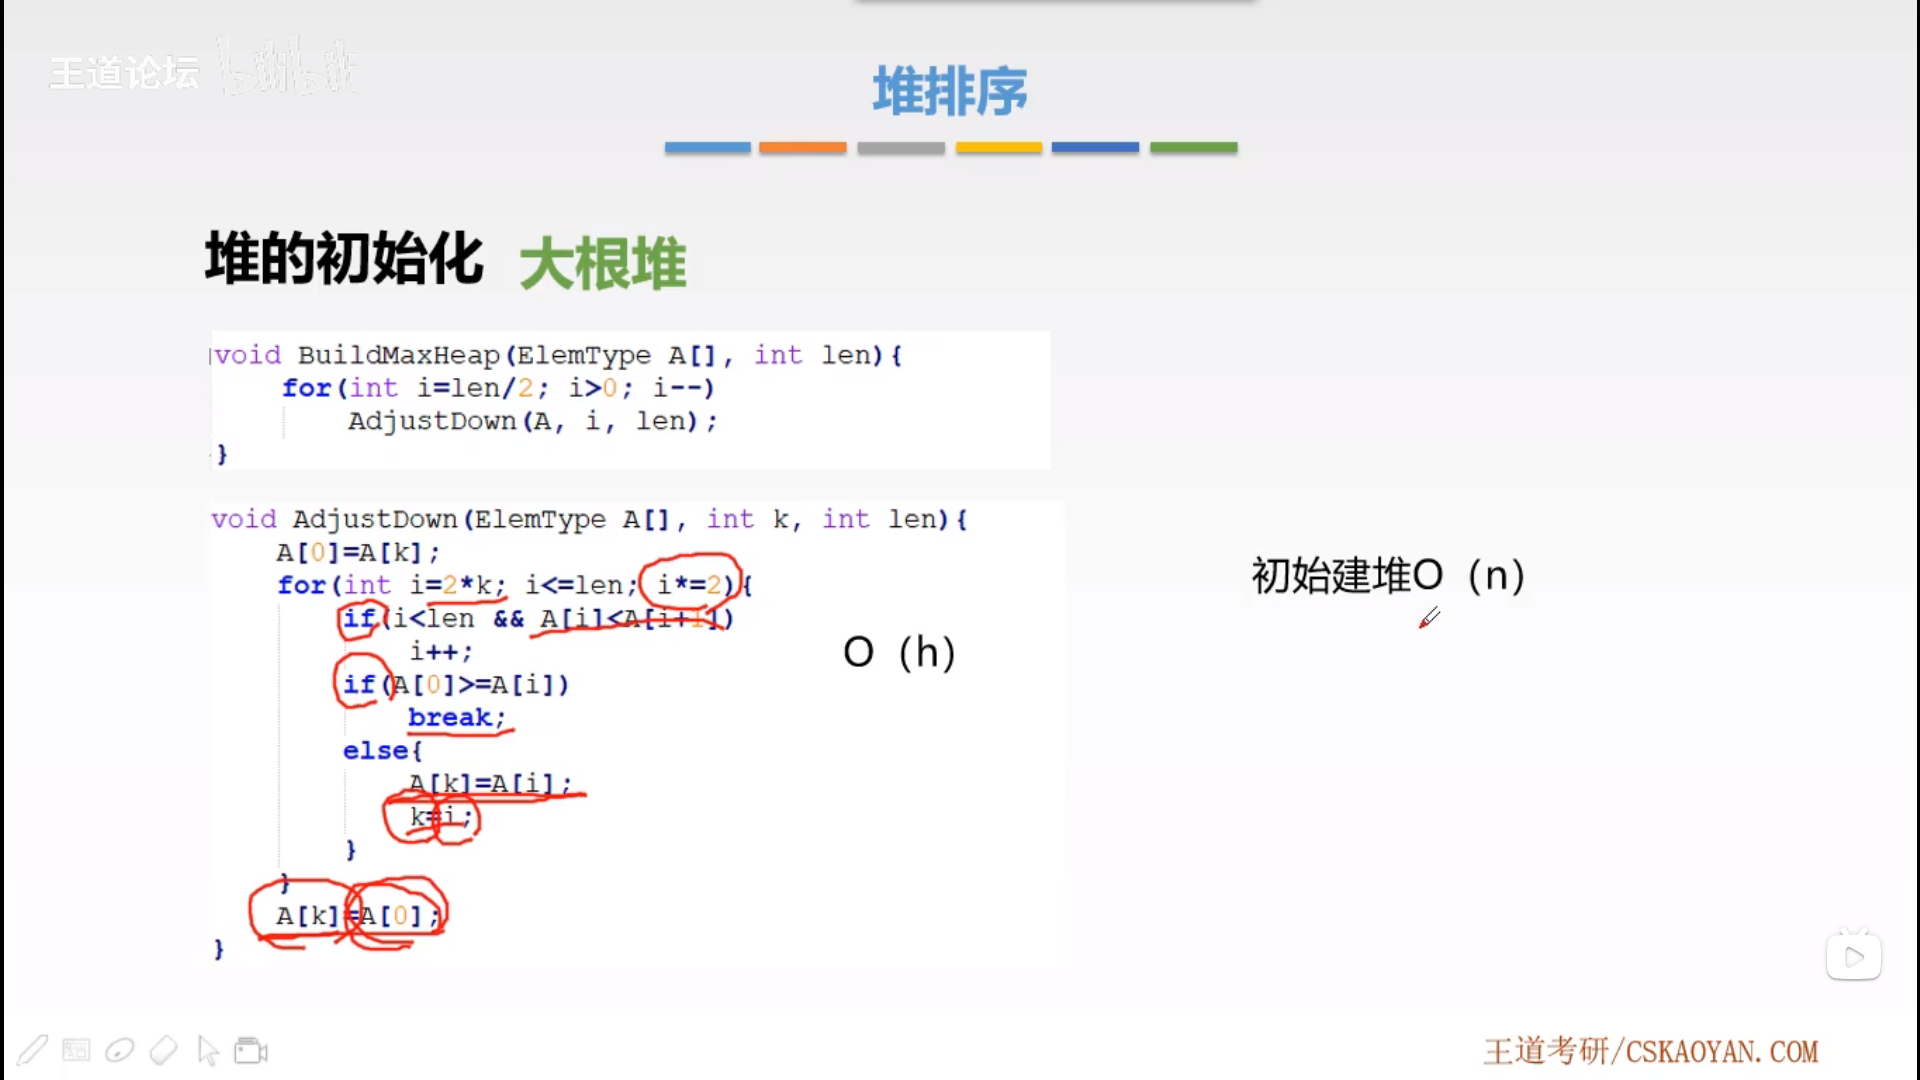 王道论坛 bilibili
堆排序
堆的初始化 大根堆
void BuildMaxHeap(ElemType A[], int len){
for(int i=len/2; i>0; i--)
AdjustDown(A, i, len);
}
void AdjustDown(ElemType A[], int k, int len){
A[0]=A[k];
for(int i=2*k; i<=len; i*=2){
if(i<len && A[i]<A[i+1])
i++;
if(A[0]>=A[i])
break;
else{
A[k]=A[i];
k=i;
}
}
A[k]=A[0];
}
O（h）
初始建堆O（n）
王道考研/CSKAOYAN.COM